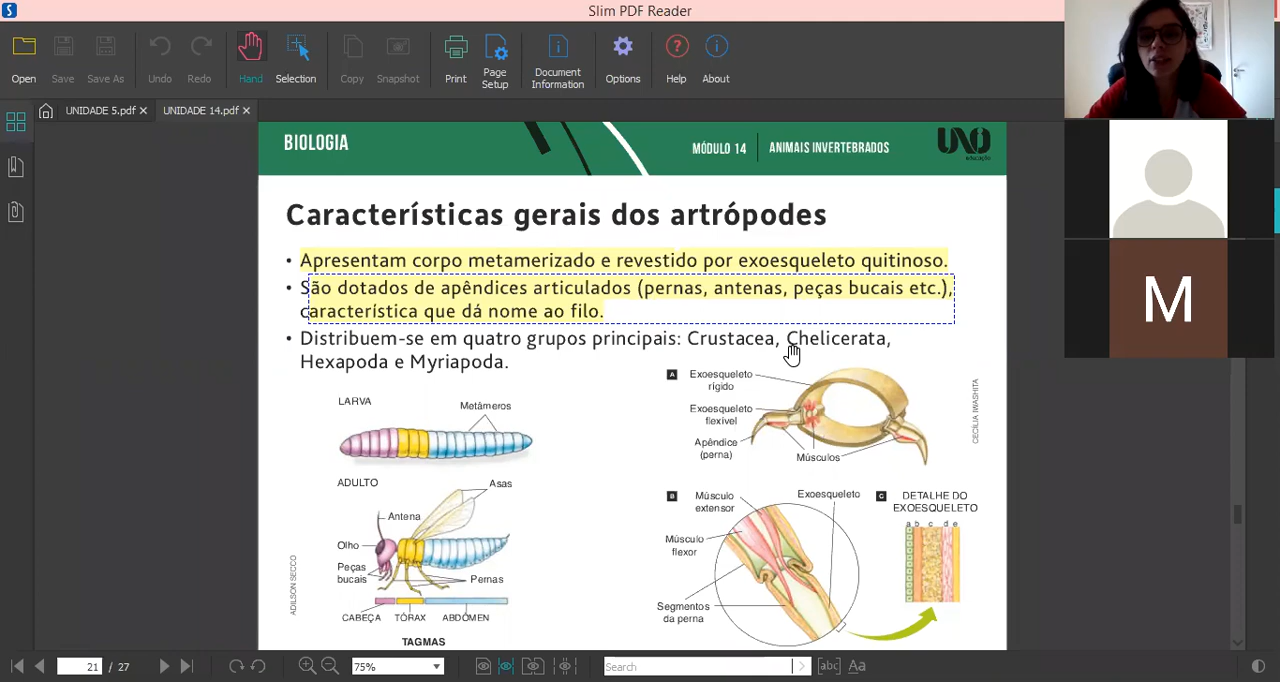 Slim PDF Reader
Open
Save
Save As
Undo
Redo
Hand
Selection
Copy
Snapshot
Print
Page
Setup
Document
Information
Options
Help
About
UNIDADE 5.pdf
UNIDADE 14.pdf
BIOLOGIA
MÓDULO 14
ANIMAIS INVERTEBRADOS
UNO
EDUCAÇÃO
Características gerais dos artrópodes
• Apresentam corpo metamerizado e revestido por exoesqueleto quitinoso.
• São dotados de apêndices articulados (pernas, antenas, peças bucais etc.),
característica que dá nome ao filo.
• Distribuem-se em quatro grupos principais: Crustacea, Chelicerata,
Hexapoda e Myriapoda.
LARVA
Metâmeros
ADULTO
Asas
Antena
Olho
Peças
bucais
Pernas
CABEÇA
TÓRAX
ABDÔMEN
TAGMAS
ADILSON SECCO
A
Exoesqueleto
rígido
Exoesqueleto
flexível
Apêndice
(perna)
Músculos
CECÍLIA IWASHITA
B
Músculo
extensor
Exoesqueleto
Músculo
flexor
Segmentos
da perna
C
DETALHE DO
EXOESQUELETO
a b c d e
M
21 / 27
75%
Search
[abc]
Aa